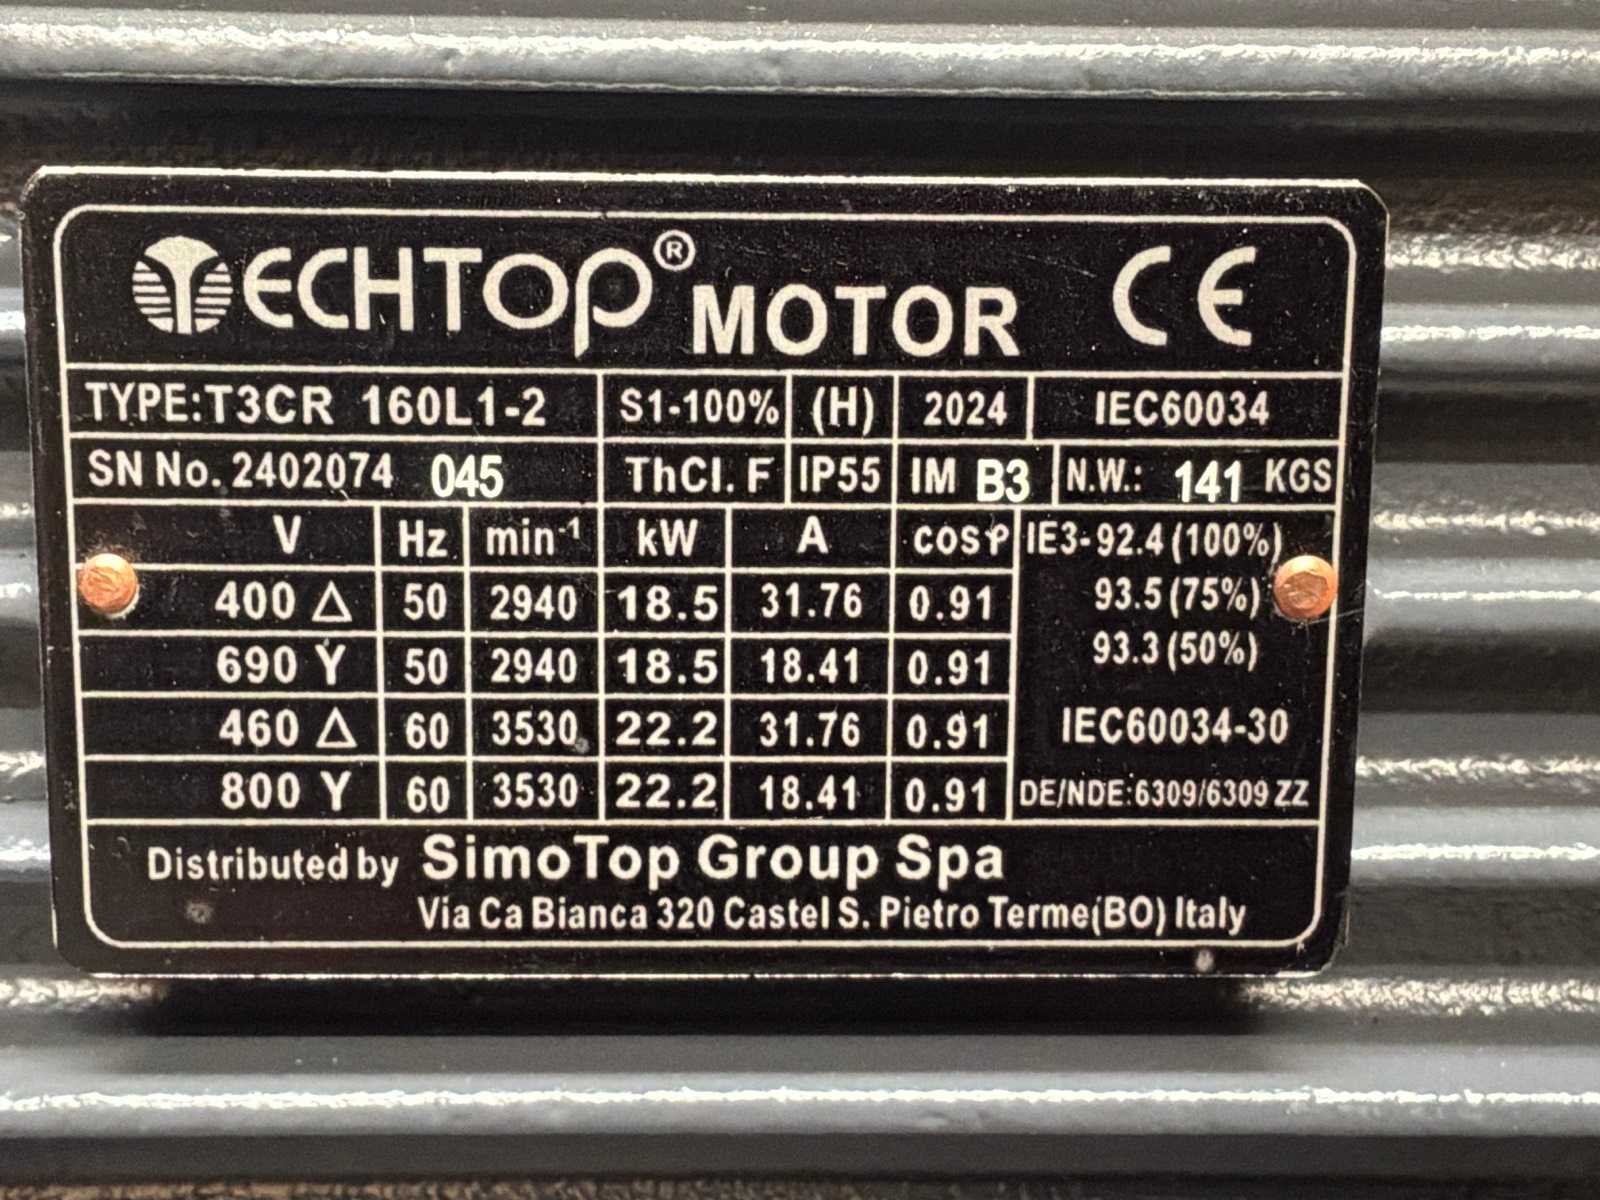 TECHTOP® MOTOR CE
TYPE:T3CR 160L1-2 S1-100% (H) 2024 IEC60034
SN No. 2402074 045 ThCl. F IP55 IM B3 N.W.: 141 KGS
V Hz min-1 kW A cosφ IE3-92.4 (100%)
400 Δ 50 2940 18.5 31.76 0.91 93.5 (75%)
690 Y 50 2940 18.5 18.41 0.91 93.3 (50%)
460 Δ 60 3530 22.2 31.76 0.91 IEC60034-30
800 Y 60 3530 22.2 18.41 0.91 DE/NDE:6309/6309 ZZ
Distributed by SimoTop Group Spa
Via Ca Bianca 320 Castel S. Pietro Terme(BO) Italy